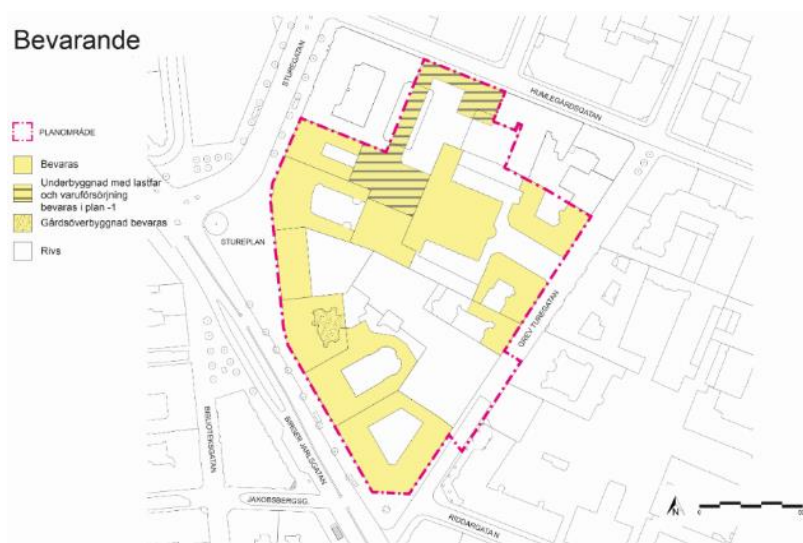 Bevarande
PLANOMRÅDE
Bevaras
Underbyggnad med lastfar
och varuförsörjning
bevaras i plan -1
Gårdsöverbyggnad bevaras
Rivs
STUREGATAN
HUMLEGÅRDSGATAN
STUREPLAN
GREV TUREGATAN
BIRGER JARLSGATAN
BIBLIOTEKSGATAN
JAKOBSBERGSG.
RIDDARGATAN
N
0